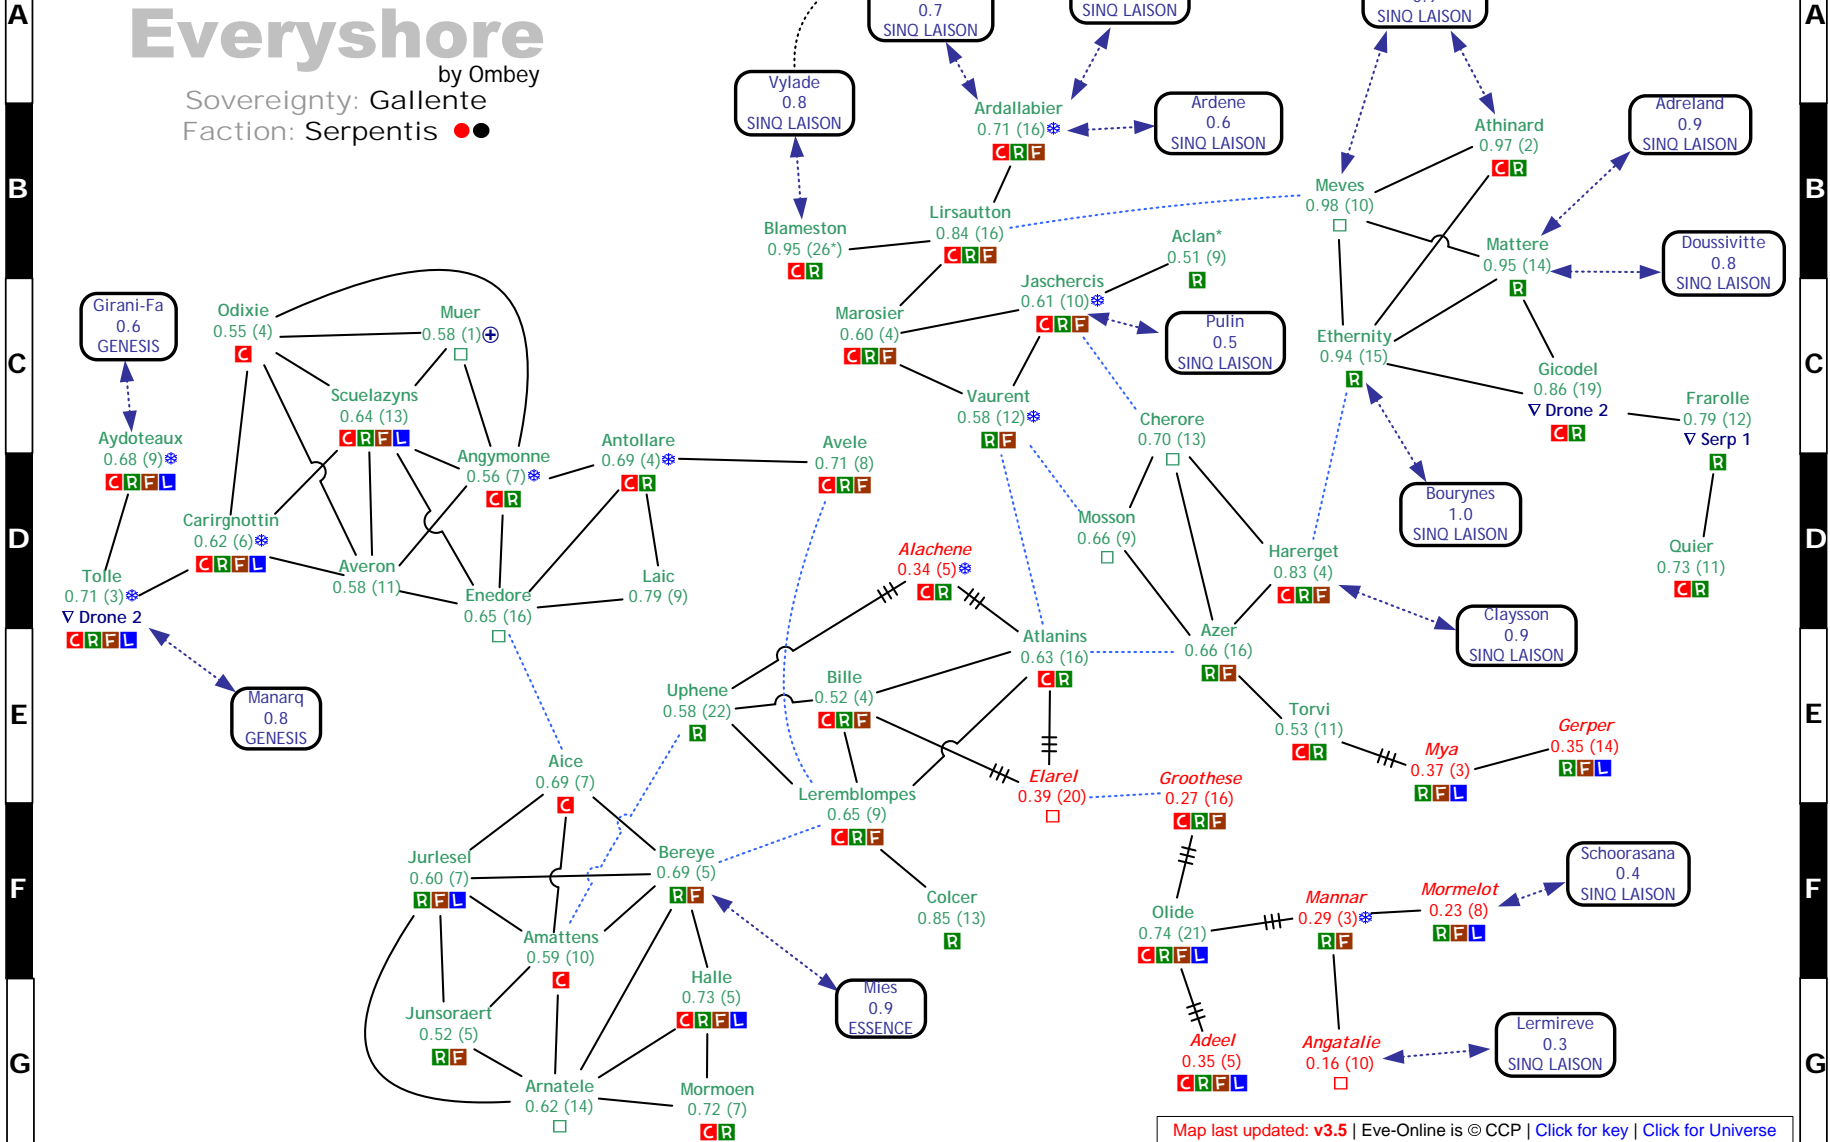 A
A
Everyshore
by Ombey
Sovereignty: Gallente
Faction: Serpentis
0.7
SINQ LAISON
SINQ LAISON
SINQ LAISON
Vylade
0.8
SINQ LAISON
Ardallabier
0.71 (16)
C R F
Ardene
0.6
SINQ LAISON
Athinard
0.97 (2)
C R
Adreland
0.9
SINQ LAISON
B
B
Meves
0.98 (10)
Blameston
0.95 (26*)
C R
Lirsautton
0.84 (16)
C R F
Aclan*
0.51 (9)
R
Mattere
0.95 (14)
R
Doussivitte
0.8
SINQ LAISON
Girani-Fa
0.6
GENESIS
Odixie
0.55 (4)
C
Muer
0.58 (1)
Marosier
0.60 (4)
C R F
Jaschercis
0.61 (10)
C R F
Pulin
0.5
SINQ LAISON
Ethernity
0.94 (15)
R
C
C
Gicodel
0.86 (19)
∇ Drone 2
C R
Frarolle
0.79 (12)
∇ Serp 1
R
Scuelazyns
0.64 (13)
C R F L
Vaurent
0.58 (12)
R F
Cherore
0.70 (13)
Aydoteaux
0.68 (9)
C R F L
Angymonne
0.56 (7)
C R
Antollare
0.69 (4)
C R
Avele
0.71 (8)
C R F
Bourynes
1.0
SINQ LAISON
Carirgnottin
0.62 (6)
C R F L
Mosson
0.66 (9)
D
D
Quier
0.73 (11)
C R
Alachene
0.34 (5)
C R
Harerget
0.83 (4)
C R F
Tolle
0.71 (3)
∇ Drone 2
C R F L
Averon
0.58 (11)
Enedore
0.65 (16)
Laic
0.79 (9)
Claysson
0.9
SINQ LAISON
Atlanins
0.63 (16)
C R
Azer
0.66 (16)
R F
Manarq
0.8
GENESIS
Uphene
0.58 (22)
R
Bille
0.52 (4)
C R F
E
E
Torvi
0.53 (11)
C R
Mya
0.37 (3)
R F L
Gerper
0.35 (14)
R F L
Aice
0.69 (7)
C
Leremblompes
0.65 (9)
C R F
Elarel
0.39 (20)
Groothese
0.27 (16)
C R F
Jurlesel
0.60 (7)
R F L
Bereye
0.69 (5)
R F
Schoorasana
0.4
SINQ LAISON
F
F
Colcer
0.85 (13)
R
Olide
0.74 (21)
C R F L
Mannar
0.29 (3)
R F
Mormelot
0.23 (8)
R F L
Amattens
0.59 (10)
C
Halle
0.73 (5)
C R F L
Mies
0.9
ESSENCE
Junsoraert
0.52 (5)
R F
Adeel
0.35 (5)
C R F L
Angatalie
0.16 (10)
Lermireve
0.3
SINQ LAISON
G
G
Arnatele
0.62 (14)
Mormoen
0.72 (7)
C R
Map last updated: v3.5 | Eve-Online is © CCP | Click for key | Click for Universe